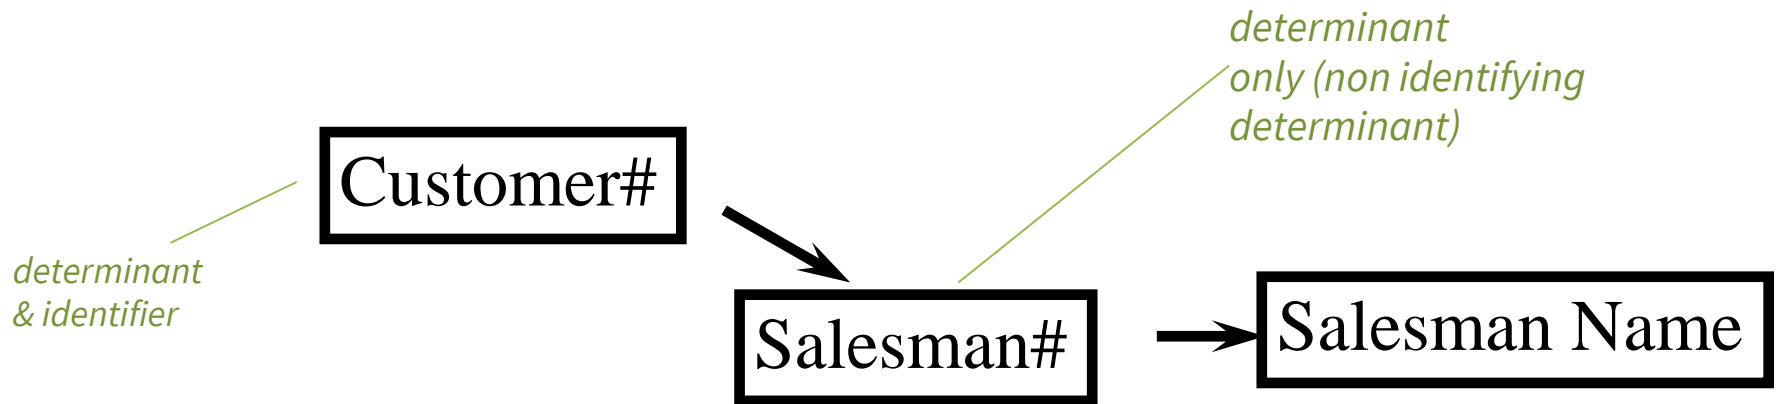 determinant
only (non identifying
determinant)
Customer#
determinant
& identifier
Salesman#
Salesman Name